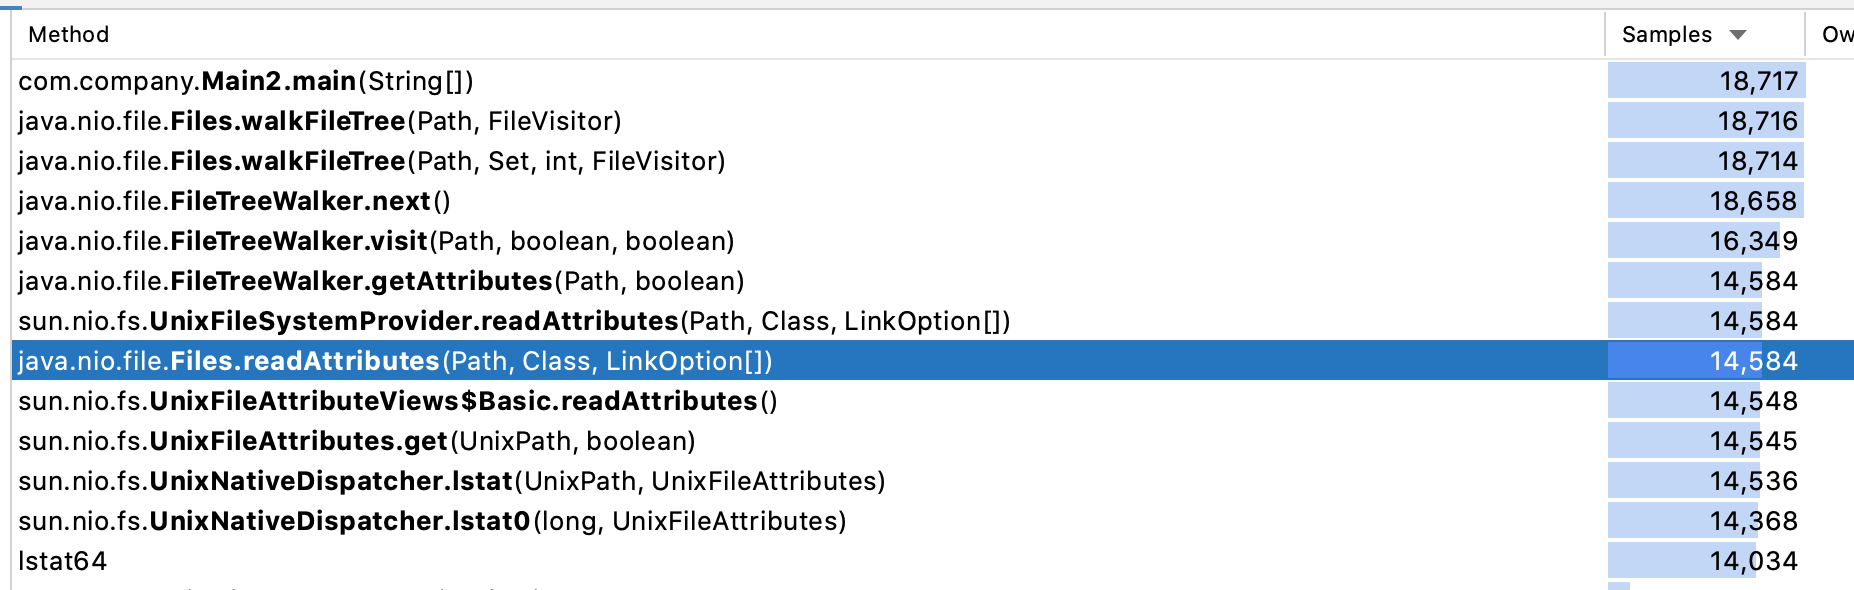 Method Samples Ow
com.company.Main2.main(String[]) 18,717
java.nio.file.Files.walkFileTree(Path, FileVisitor) 18,716
java.nio.file.Files.walkFileTree(Path, Set, int, FileVisitor) 18,714
java.nio.file.FileTreeWalker.next() 18,658
java.nio.file.FileTreeWalker.visit(Path, boolean, boolean) 16,349
java.nio.file.FileTreeWalker.getAttributes(Path, boolean) 14,584
sun.nio.fs.UnixFileSystemProvider.readAttributes(Path, Class, LinkOption[]) 14,584
java.nio.file.Files.readAttributes(Path, Class, LinkOption[]) 14,584
sun.nio.fs.UnixFileAttributeViews$Basic.readAttributes() 14,548
sun.nio.fs.UnixFileAttributes.get(UnixPath, boolean) 14,545
sun.nio.fs.UnixNativeDispatcher.lstat(UnixPath, UnixFileAttributes) 14,536
sun.nio.fs.UnixNativeDispatcher.lstat0(long, UnixFileAttributes) 14,368
lstat64 14,034